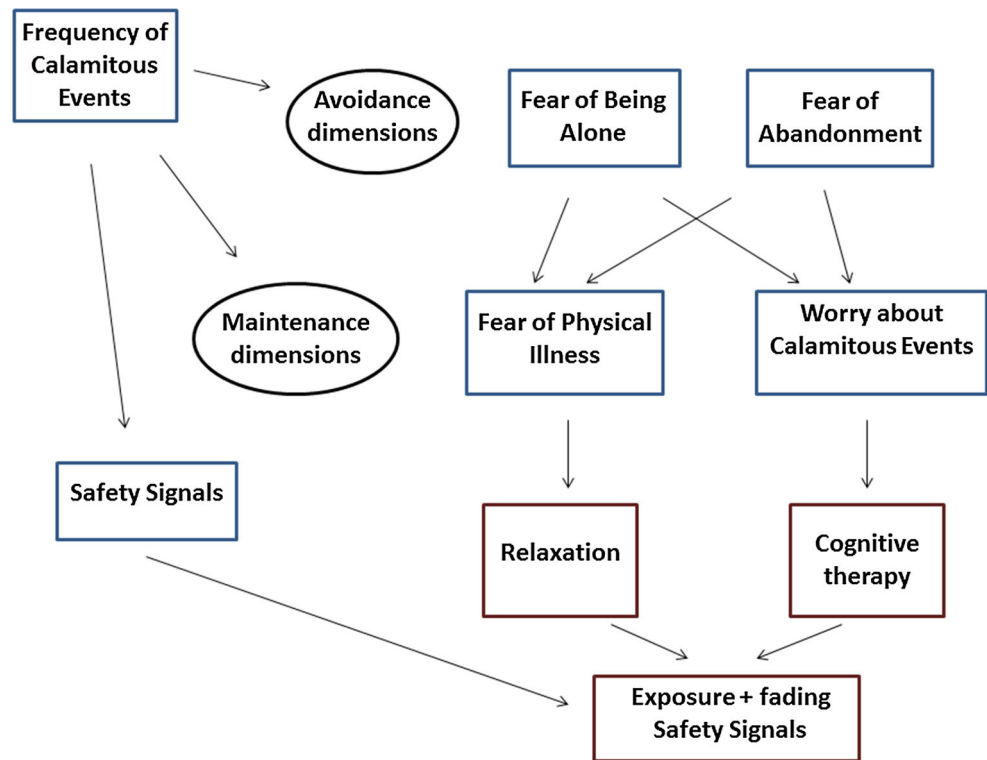 Frequency of
Calamitous
Events
Avoidance
dimensions
Fear of Being
Alone
Fear of
Abandonment
Maintenance
dimensions
Fear of Physical
Illness
Worry about
Calamitous Events
Safety Signals
Relaxation
Cognitive
therapy
Exposure + fading
Safety Signals